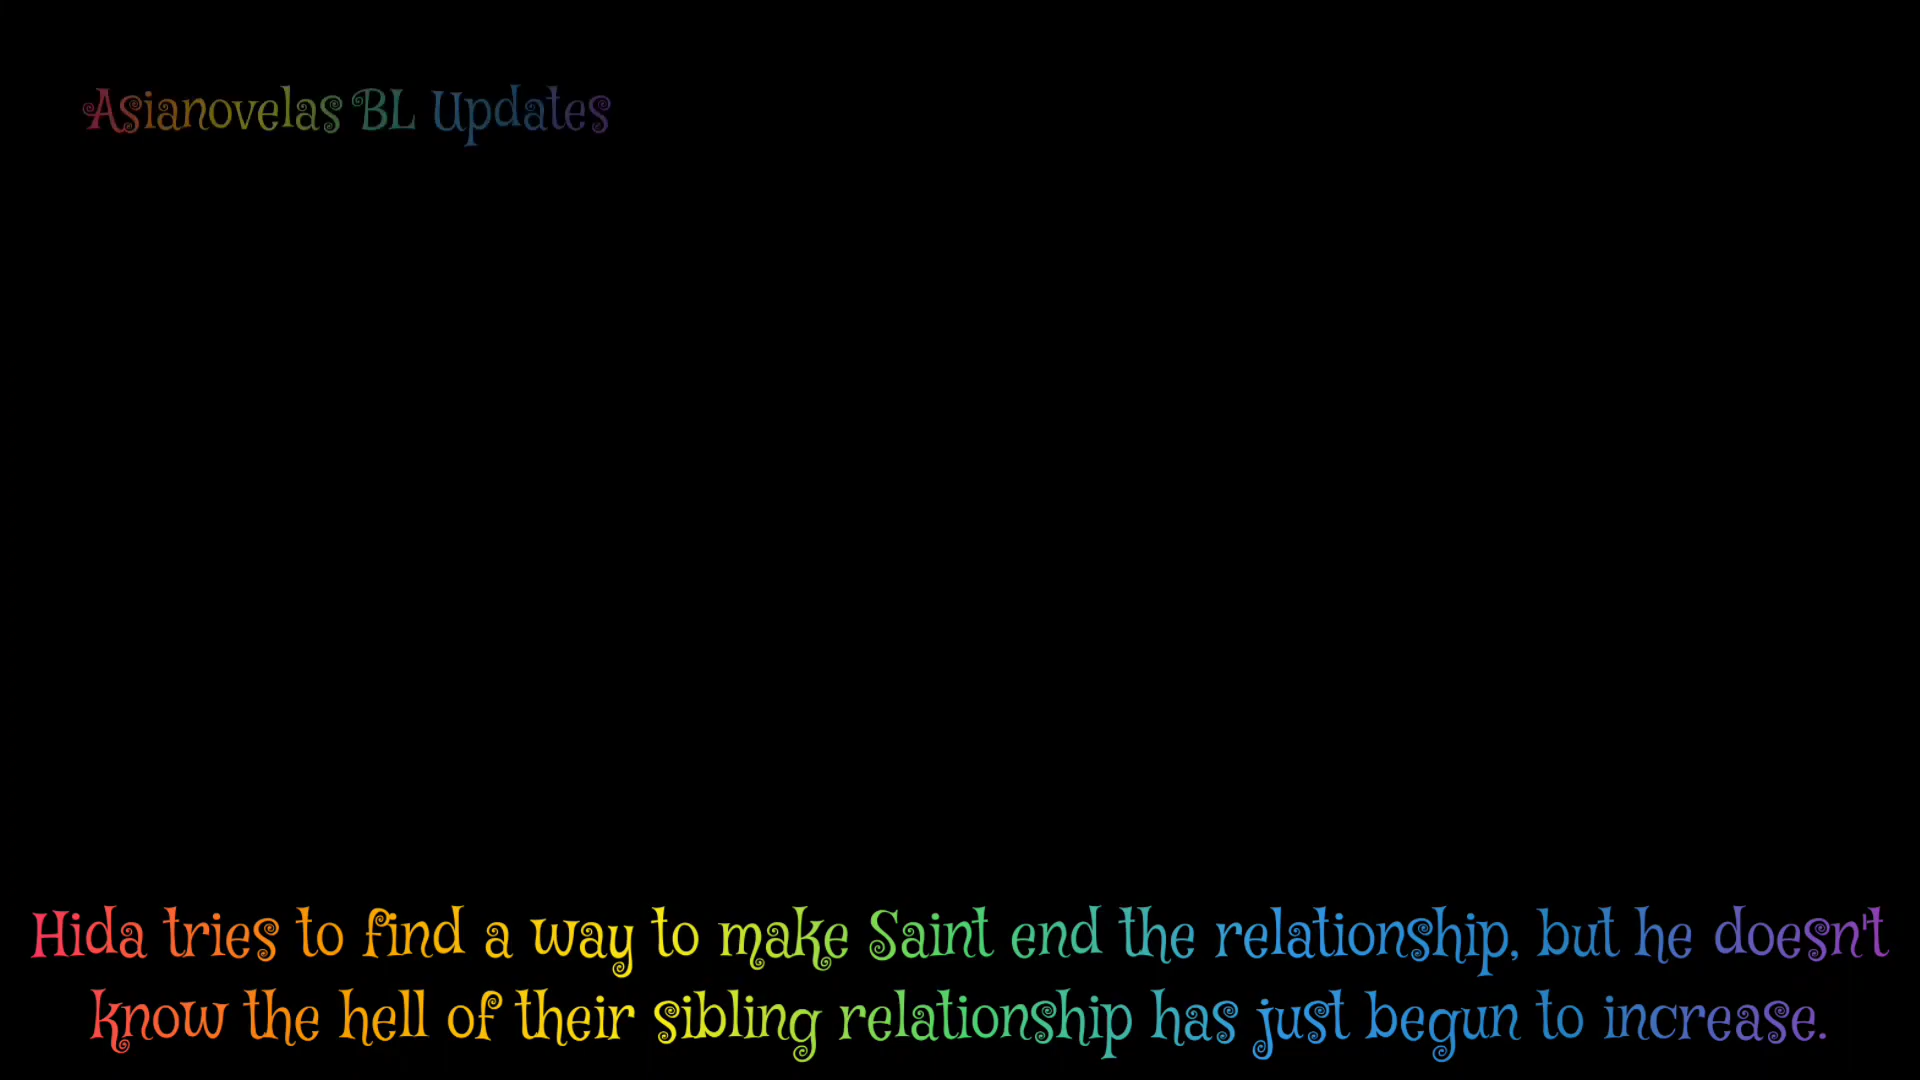 Asianovelas BL Updates
Hida tries to find a way to make Saint end the relationship, but he doesn't
know the hell of their sibling relationship has just begun to increase.